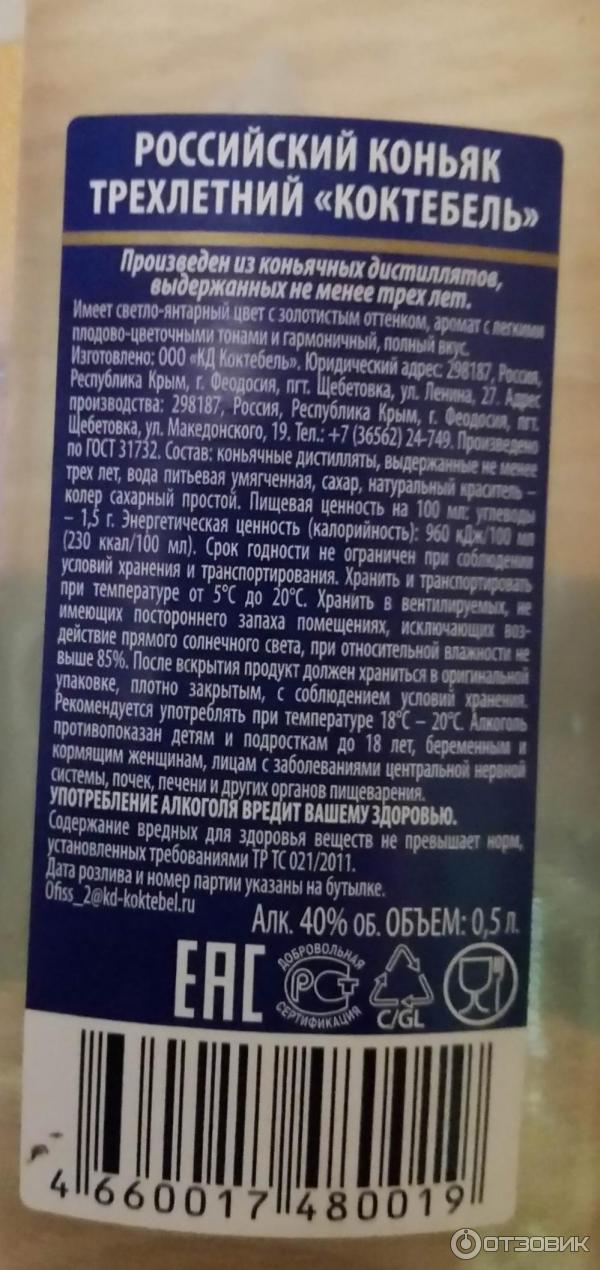 РОССИЙСКИЙ КОНЬЯК
ТРЕХЛЕТНИЙ «КОКТЕБЕЛЬ»
Произведен из коньячных дистиллятов,
выдержанных не менее трех лет.
Имеет светло-янтарный цвет с золотистым оттенком, аромат с легкими
плодово-цветочными тонами и гармоничный, полный вкус.
Изготовлено: ООО «КД Коктебель». Юридический адрес: 298187, Россия,
Республика Крым, г. Феодосия, пгт. Щебетовка, ул. Ленина, 27. Адрес
производства: 298187, Россия, Республика Крым, г. Феодосия, пгт.
Щебетовка, ул. Македонского, 19. Тел.: +7 (36562) 24-749. Произведено
по ГОСТ 31732. Состав: коньячные дистилляты, выдержанные не менее
трех лет, вода питьевая умягченная, сахар, натуральный краситель –
колер сахарный простой. Пищевая ценность на 100 мл: углеводы
– 1,5 г. Энергетическая ценность (калорийность): 960 кДж/100 мл
(230 ккал/100 мл). Срок годности не ограничен при соблюдении
условий хранения и транспортирования. Хранить и транспортировать
при температуре от 5°С до 20°С. Хранить в вентилируемых, не
имеющих постороннего запаха помещениях, исключающих воз-
действие прямого солнечного света, при относительной влажности не
выше 85%. После вскрытия продукт должен храниться в оригинальной
упаковке, плотно закрытым, с соблюдением условий хранения.
Рекомендуется употреблять при температуре 18°С – 20°С. Алкоголь
противопоказан детям и подросткам до 18 лет, беременным и
кормящим женщинам, лицам с заболеваниями центральной нервной
системы, почек, печени и других органов пищеварения.
УПОТРЕБЛЕНИЕ АЛКОГОЛЯ ВРЕДИТ ВАШЕМУ ЗДОРОВЬЮ.
Содержание вредных для здоровья веществ не превышает норм,
установленных требованиями ТР ТС 021/2011.
Дата розлива и номер партии указаны на бутылке.
Ofiss_2@kd-koktebel.ru
Алк. 40% об. ОБЪЕМ: 0,5 л.
ЕАС
ДОБРОВОЛЬНАЯ
РСТ
СЕРТИФИКАЦИЯ
C/GL
4 660017 480019
ОТЗОВИК